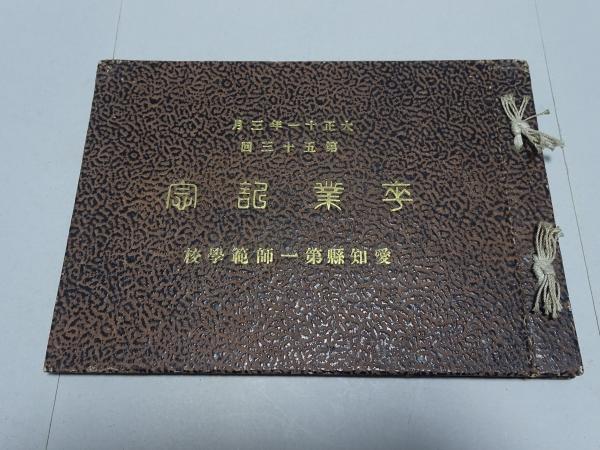 大正十一年三月
第五十三回
卒業記念
愛知縣第一師範學校